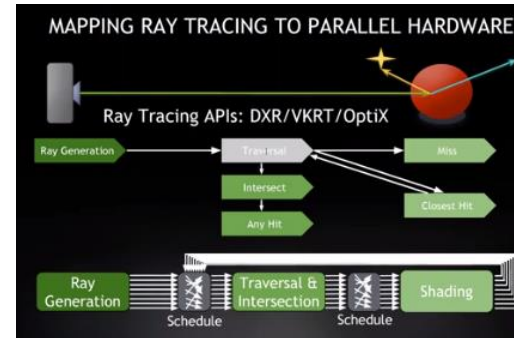 MAPPING RAY TRACING TO PARALLEL HARDWARE
Ray Tracing APIs: DXR/VKRT/OptiX
Ray Generation
Traversal
Miss
Intersect
Closest Hit
Any Hit
Ray
Generation
Schedule
Traversal &
Intersection
Schedule
Shading